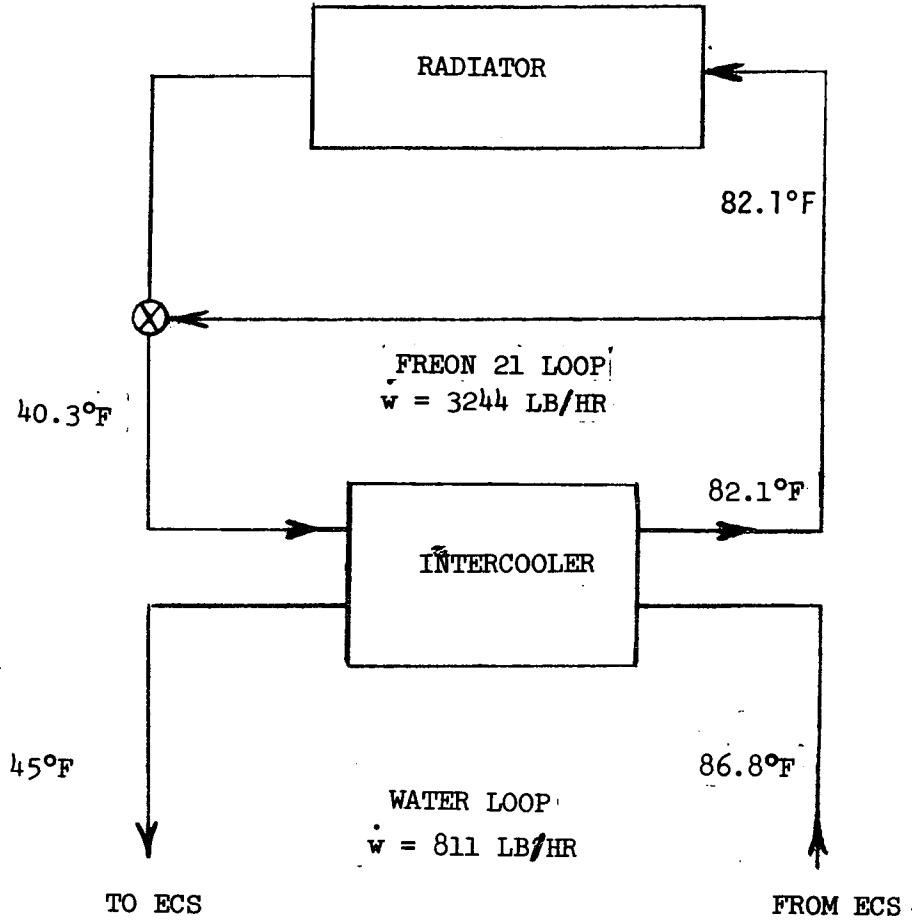 RADIATOR
82.1°F
FREON 21 LOOP
ẇ = 3244 LB/HR
40.3°F
82.1°F
INTERCOOLER
45°F
86.8°F
WATER LOOP
ẇ = 811 LB/HR
TO ECS
FROM ECS